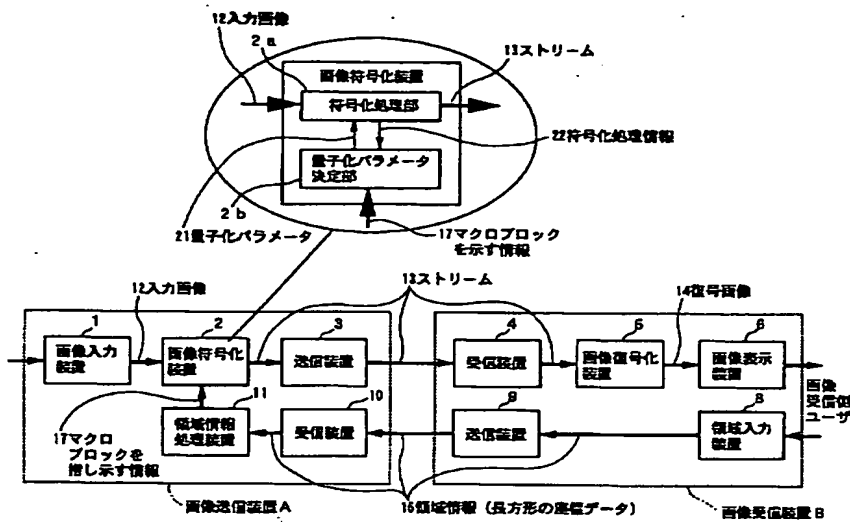 12入力画像
2a
13ストリーム
画像符号化装置
符号化処理部
22符号化処理情報
量子化パラメータ
決定部
2b
21量子化パラメータ
17マクロブロック
を示す情報
13ストリーム
12入力画像
14復号画像
1
画像入力
装置
2
画像符号化
装置
3
送信装置
4
受信装置
5
画像復号化
装置
6
画像表示
装置
画像
受信側
ユーザ
17マクロ
ブロックを
指し示す情報
11
領域情報
処理装置
10
受信装置
9
送信装置
8
領域入力
装置
画像送信装置A
16領域情報（長方形の座標データ）
画像受信装置B